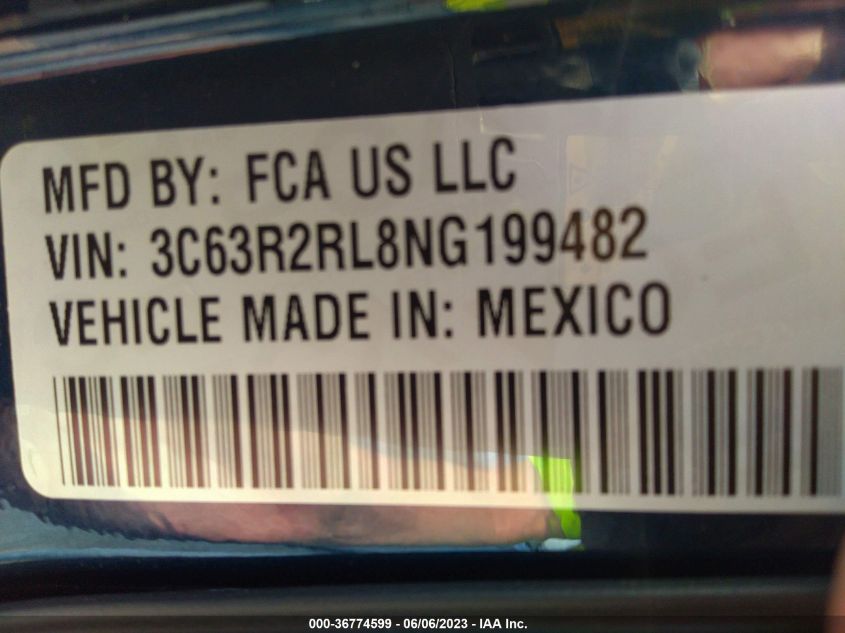 MFD BY: FCA US LLC
VIN: 3C63R2RL8NG199482
VEHICLE MADE IN: MEXICO
000-36774599 - 06/06/2023 - IAA Inc.